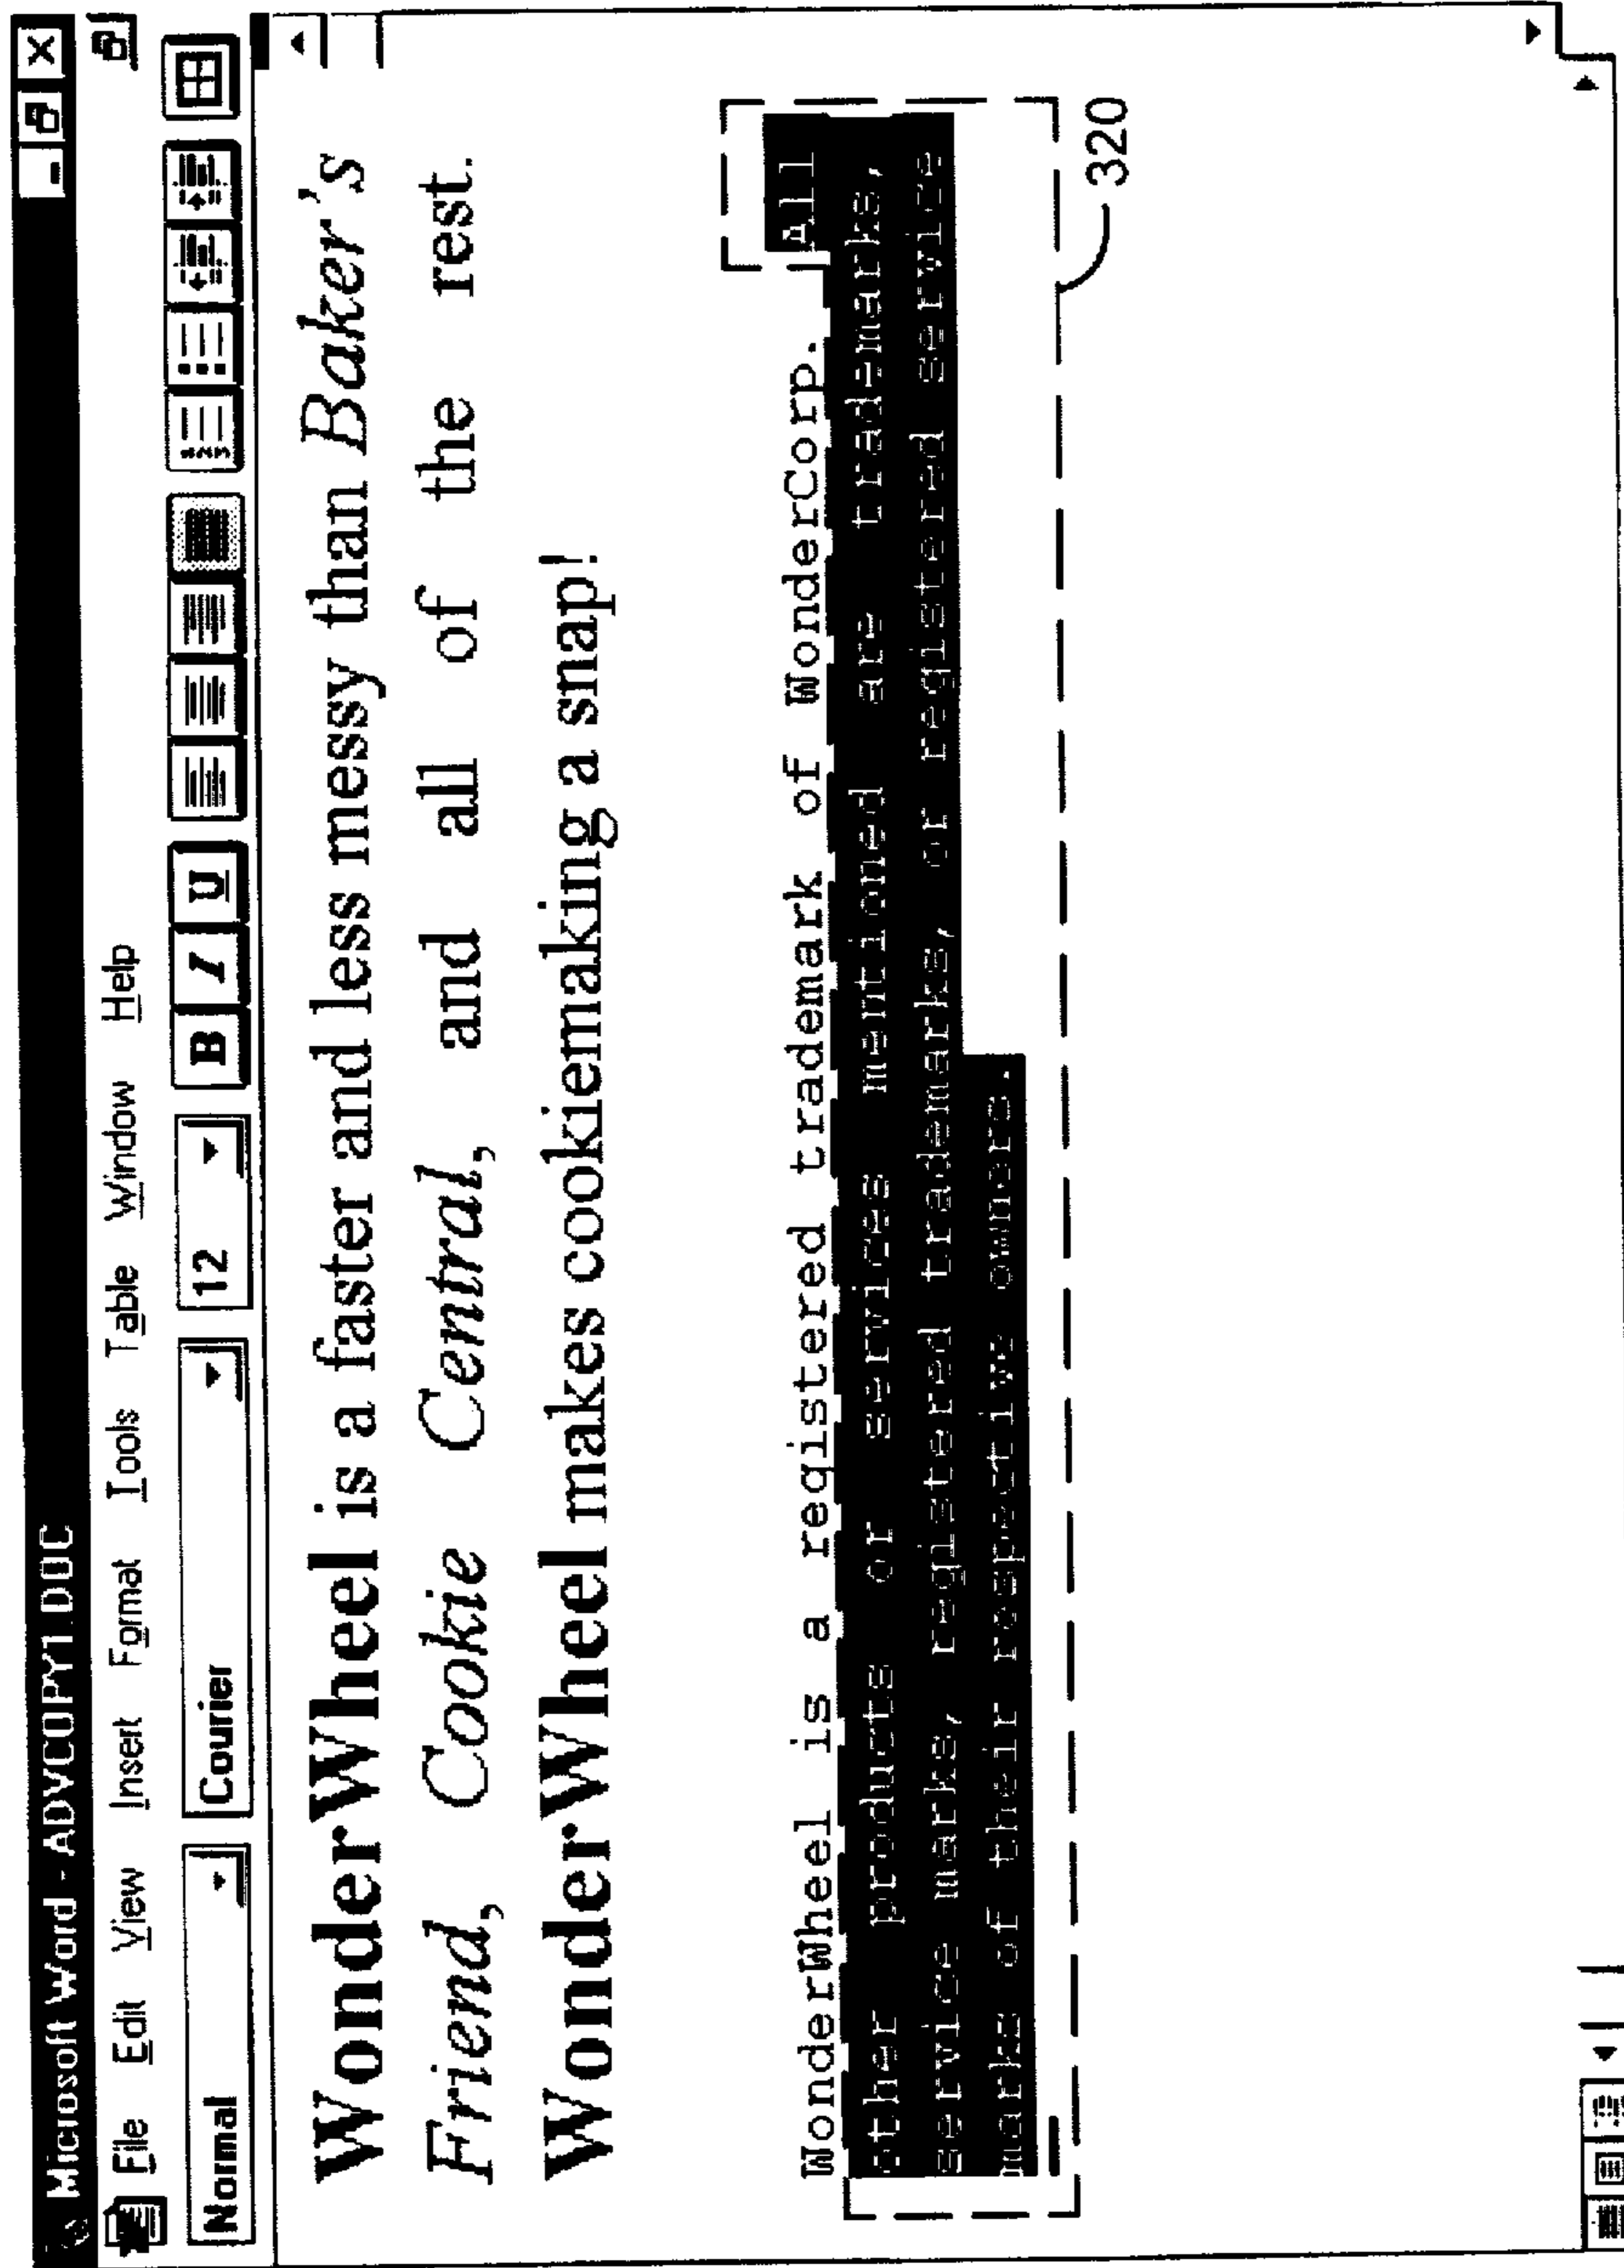 Microsoft Word - ADVCOPY1.DOC
File Edit View Insert Format Tools Table Window Help
Normal Courier 12 B I U
WonderWheel is a faster and less messy than Baker's
Friend, Cookie Central, and all of the rest.
WonderWheel makes cookiemaking a snap!
WonderWheel is a registered trademark of WonderCorp. All
other products or services mentioned are trademarks,
service marks, registered trademarks, or registered service
marks of their respective owners.
320